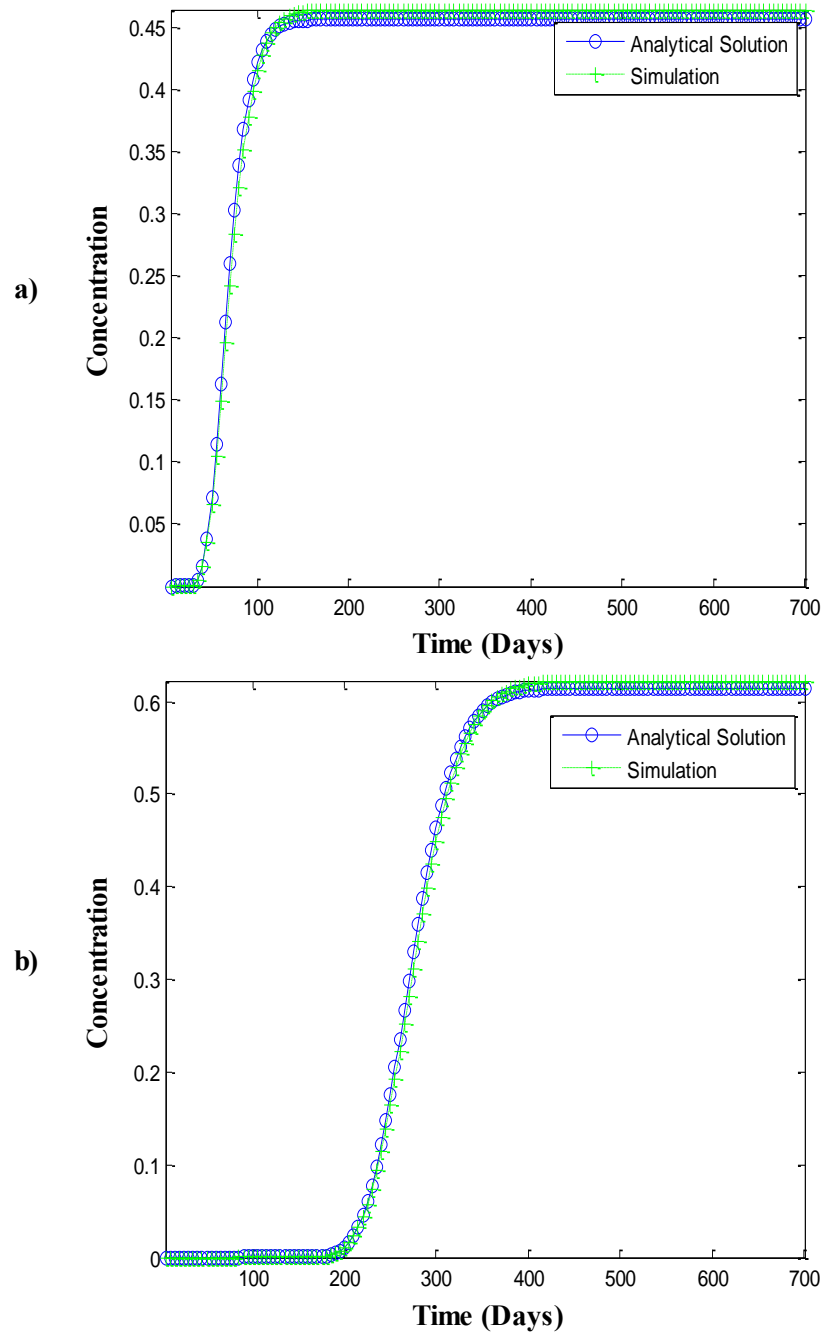 a)
Concentration
0.45
0.4
0.35
0.3
0.25
0.2
0.15
0.1
0.05
Analytical Solution
Simulation
100 200 300 400 500 600 700
Time (Days)
b)
Concentration
0.6
0.5
0.4
0.3
0.2
0.1
0
Analytical Solution
Simulation
100 200 300 400 500 600 700
Time (Days)